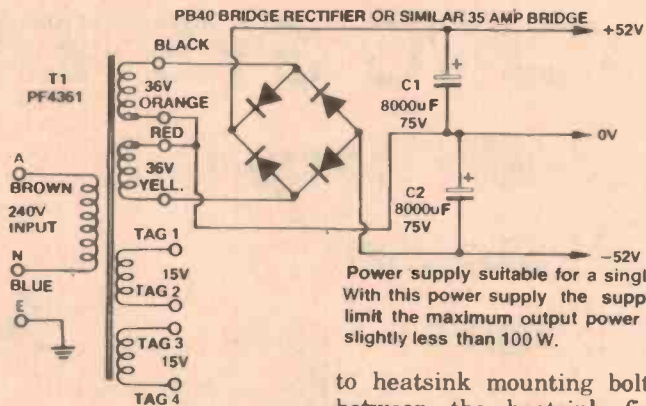 PB40 BRIDGE RECTIFIER OR SIMILAR 35 AMP BRIDGE
+52V
BLACK
T1
PF4361
36V
ORANGE
RED
36V
YELL.
C1
8000uF
75V
+
0V
A
BROWN
240V
INPUT
N
BLUE
E
C2
8000uF
75V
+
-52V
TAG 1
15V
TAG 2
TAG 3
15V
TAG 4
Power supply suitable for a singl
With this power supply the supp
limit the maximum output power
slightly less than 100 W.
to heatsink mounting bolt